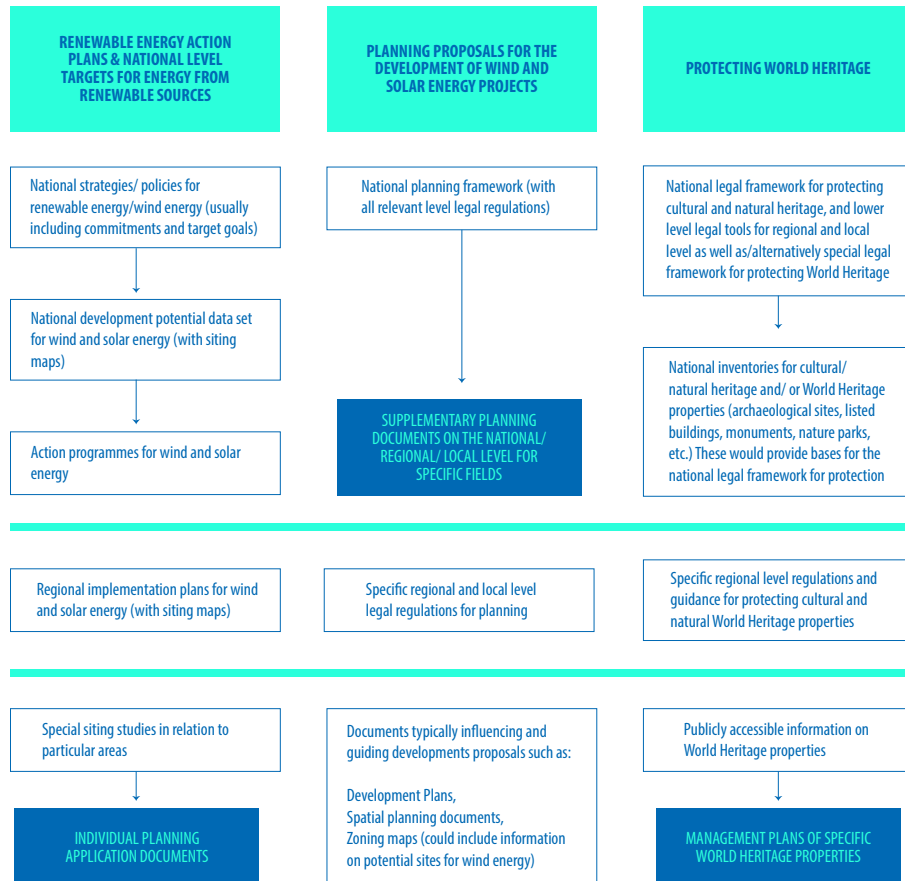 RENEWABLE ENERGY ACTION
PLANS & NATIONAL LEVEL
TARGETS FOR ENERGY FROM
RENEWABLE SOURCES
PLANNING PROPOSALS FOR THE
DEVELOPMENT OF WIND AND
SOLAR ENERGY PROJECTS
PROTECTING WORLD HERITAGE
National strategies/ policies for
renewable energy/wind energy (usually
including commitments and target goals)
National planning framework (with
all relevant level legal regulations)
National legal framework for protecting
cultural and natural heritage, and lower
level legal tools for regional and local
level as well as/alternatively special legal
framework for protecting World Heritage
National development potential data set
for wind and solar energy (with siting
maps)
National inventories for cultural/
natural heritage and/ or World Heritage
properties (archaeological sites, listed
buildings, monuments, nature parks,
etc.) These would provide bases for the
national legal framework for protection
Action programmes for wind and solar
energy
SUPPLEMENTARY PLANNING
DOCUMENTS ON THE NATIONAL/
REGIONAL/ LOCAL LEVEL FOR
SPECIFIC FIELDS
Regional implementation plans for wind
and solar energy (with siting maps)
Specific regional and local level
legal regulations for planning
Specific regional level regulations and
guidance for protecting cultural and
natural World Heritage properties
Special siting studies in relation to
particular areas
Documents typically influencing and
guiding developments proposals such as:
Development Plans,
Spatial planning documents,
Zoning maps (could include information
on potential sites for wind energy)
Publicly accessible information on
World Heritage properties
INDIVIDUAL PLANNING
APPLICATION DOCUMENTS
MANAGEMENT PLANS OF SPECIFIC
WORLD HERITAGE PROPERTIES